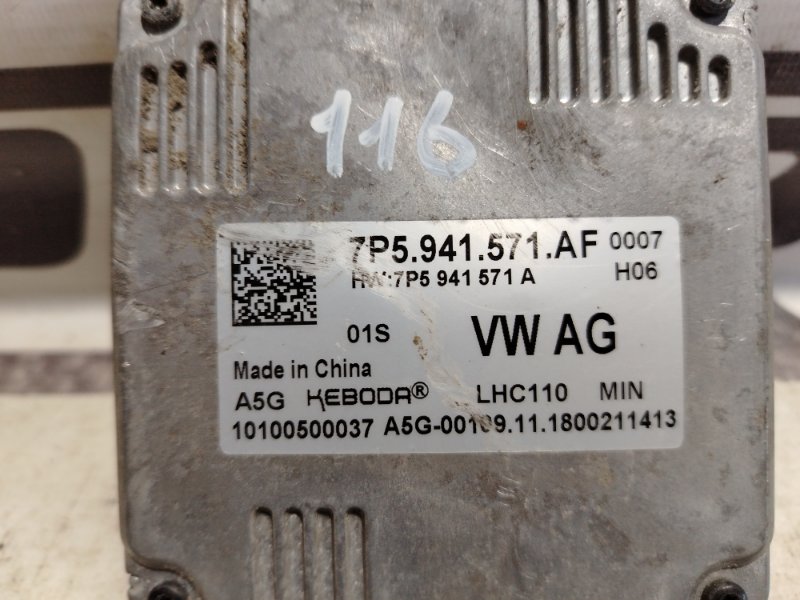 116
7P5.941.571.AF 0007
HW:7P5 941 571 A H06
01S VW AG
Made in China
A5G KEBODA® LHC110 MIN
10100500037 A5G-00109.11.1800211413